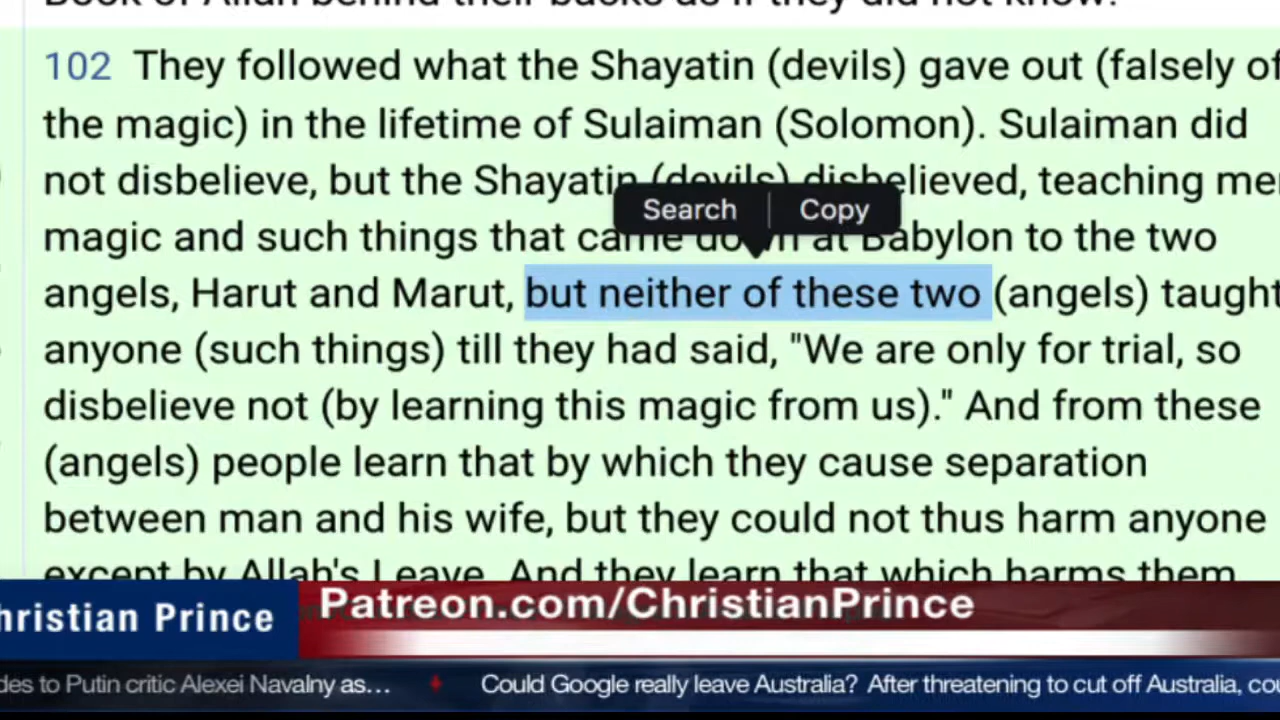 Book of Allah behind their backs as if they did not know!
102 They followed what the Shayatin (devils) gave out (falsely of
the magic) in the lifetime of Sulaiman (Solomon). Sulaiman did
not disbelieve, but the Shayatin (devils) disbelieved, teaching me
Search Copy
magic and such things that came down at Babylon to the two
angels, Harut and Marut, but neither of these two (angels) taught
anyone (such things) till they had said, "We are only for trial, so
disbelieve not (by learning this magic from us)." And from these
(angels) people learn that by which they cause separation
between man and his wife, but they could not thus harm anyone
except by Allah's Leave. And they learn that which harms them
hristian Prince
Patreon.com/ChristianPrince
des to Putin critic Alexei Navalny as... Could Google really leave Australia? After threatening to cut off Australia, cou